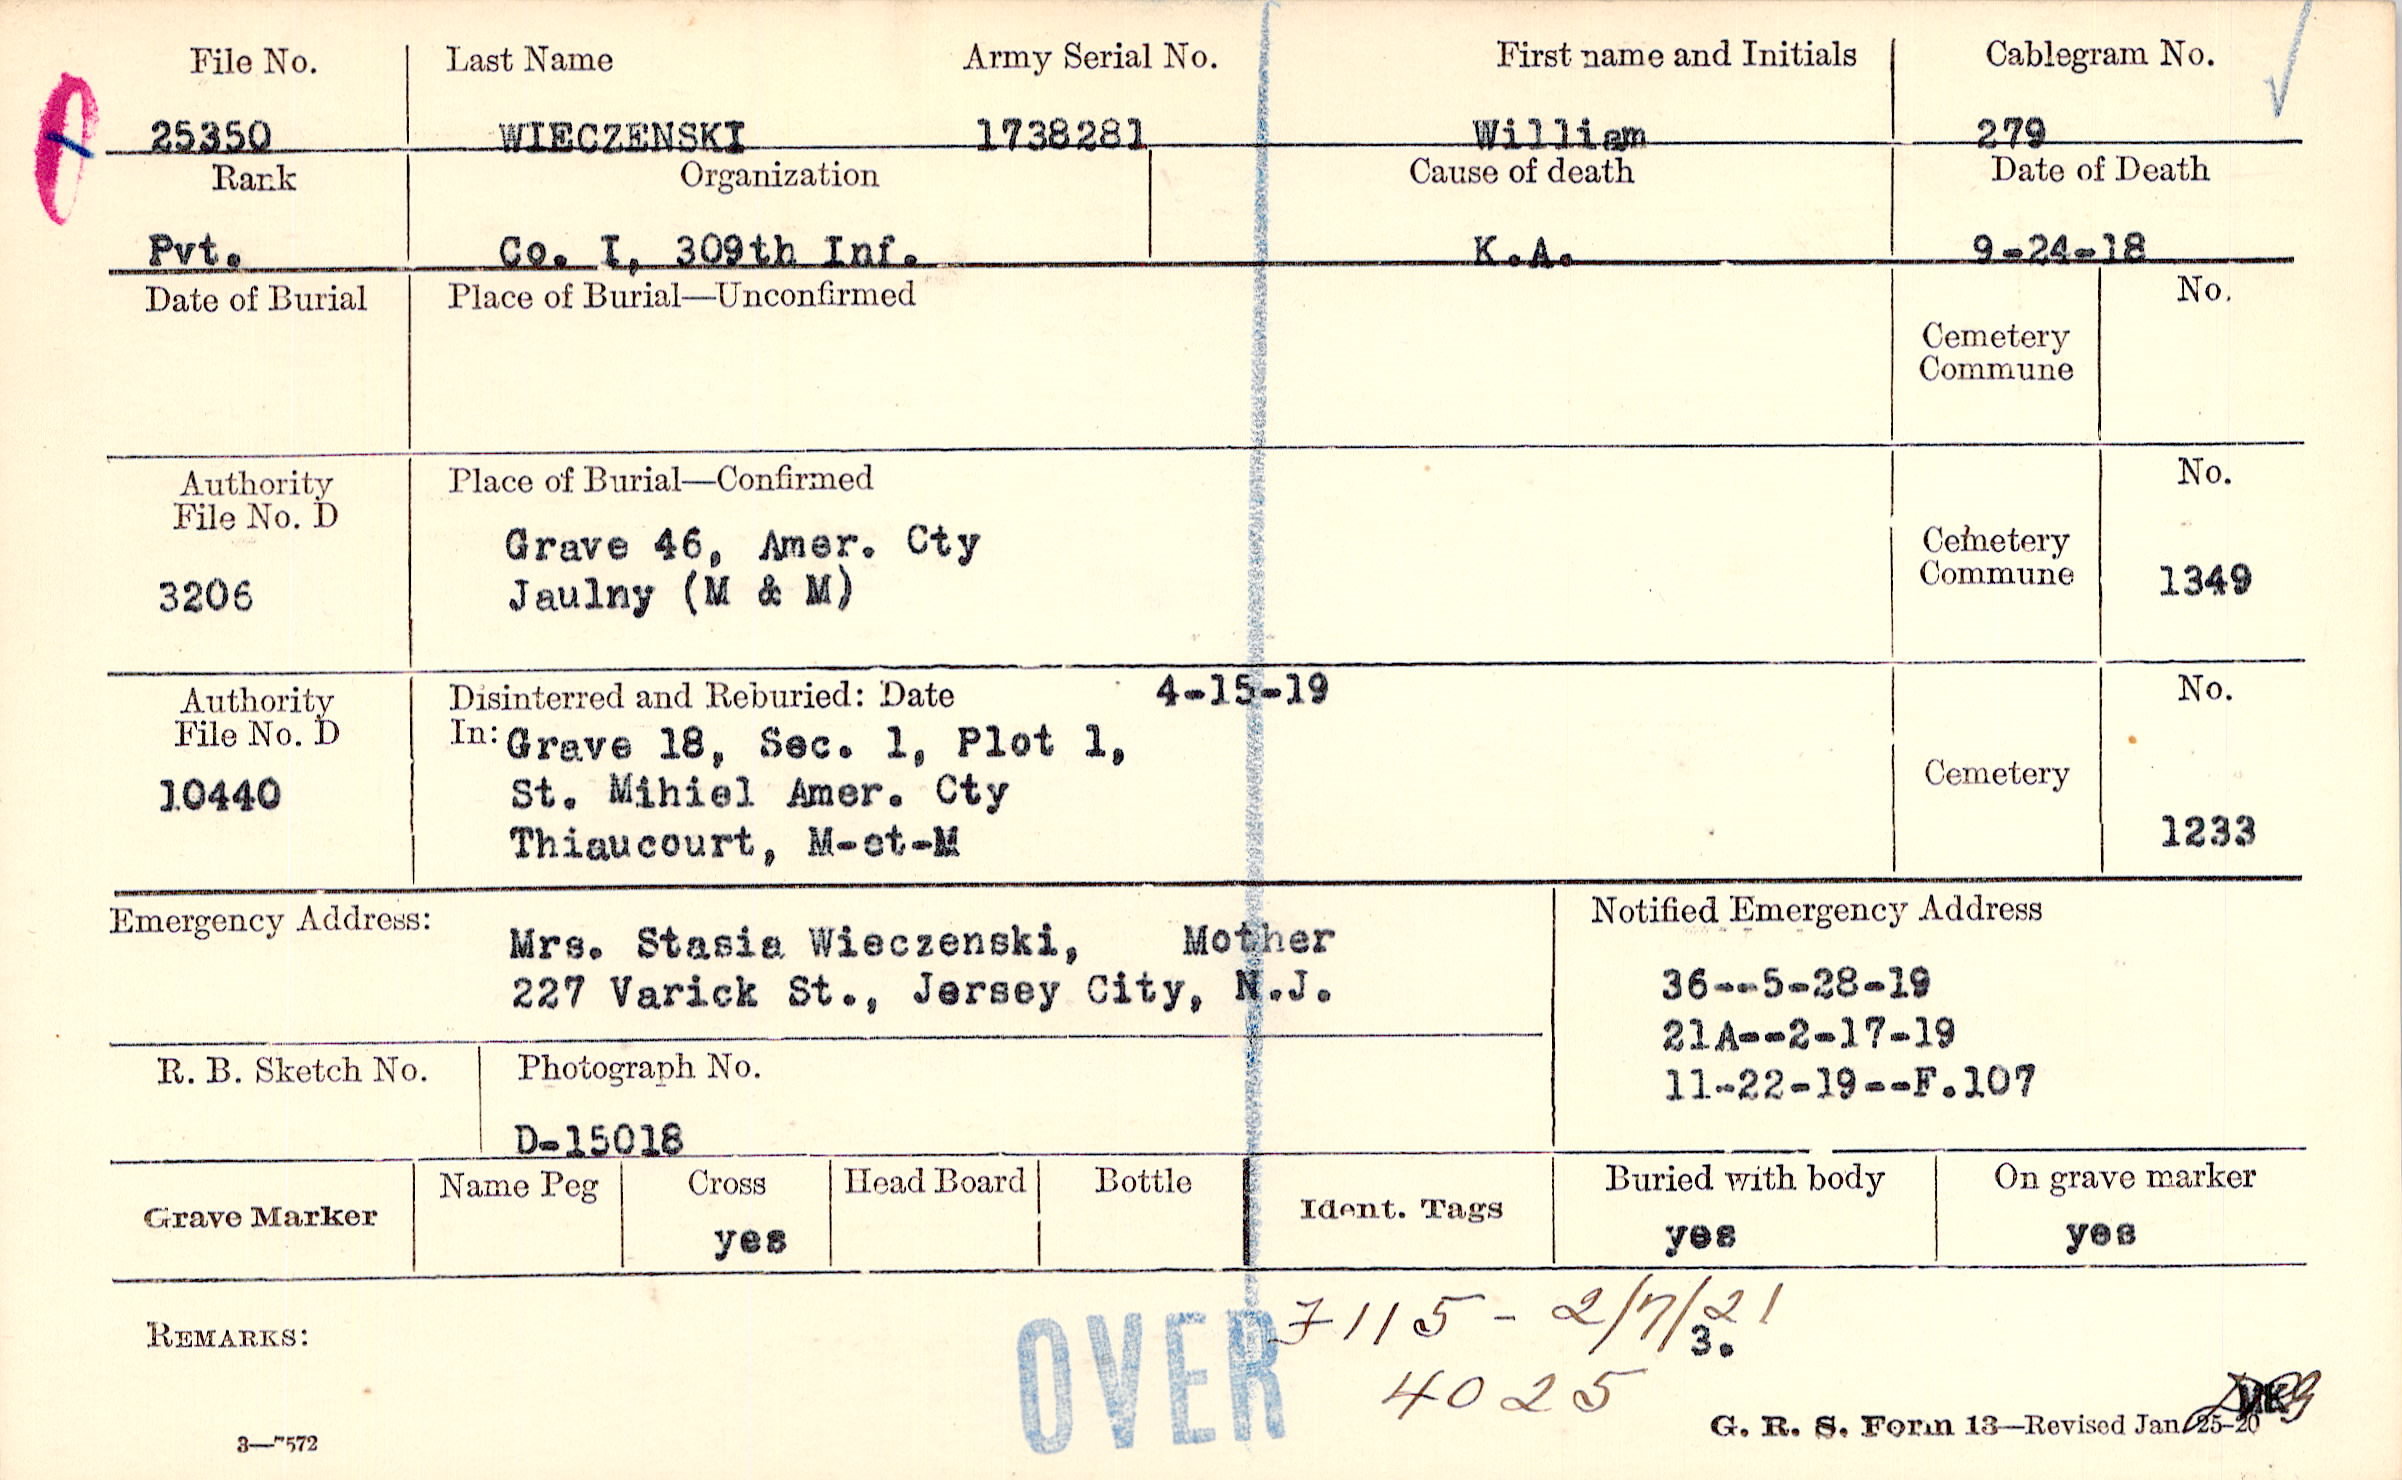 File No. Last Name Army Serial No. First name and Initials Cablegram No.
25350 WIECZENSKI 1738281 William 279
Rank Organization Cause of death Date of Death
Pvt. Co. I, 309th Inf. K.A. 9-24-18
Date of Burial Place of Burial—Unconfirmed No.
Cemetery
Commune
Authority Place of Burial—Confirmed No.
File No. D
Grave 46, Amer. Cty Cemetery
3206 Jaulny (M & M) Commune 1349
Authority Disinterred and Reburied: Date 4-15-19 No.
File No. D In: Grave 18, Sec. 1, Plot 1,
10440 St. Mihiel Amer. Cty Cemetery
Thiaucourt, M-et-M 1233
Emergency Address: Notified Emergency Address
Mrs. Stasia Wieczenski, Mother
227 Varick St., Jersey City, N.J. 36--5-28-19
21A--2-17-19
R. B. Sketch No. Photograph No. 11-22-19--F.107
D-15018
Grave Marker Name Peg Cross Head Board Bottle Ident. Tags Buried with body On grave marker
yes yes yes
REMARKS: OVER 7115 - 2/7/21
3.
4025
3—7572 G. R. S. Form 13—Revised Jan. 25-20